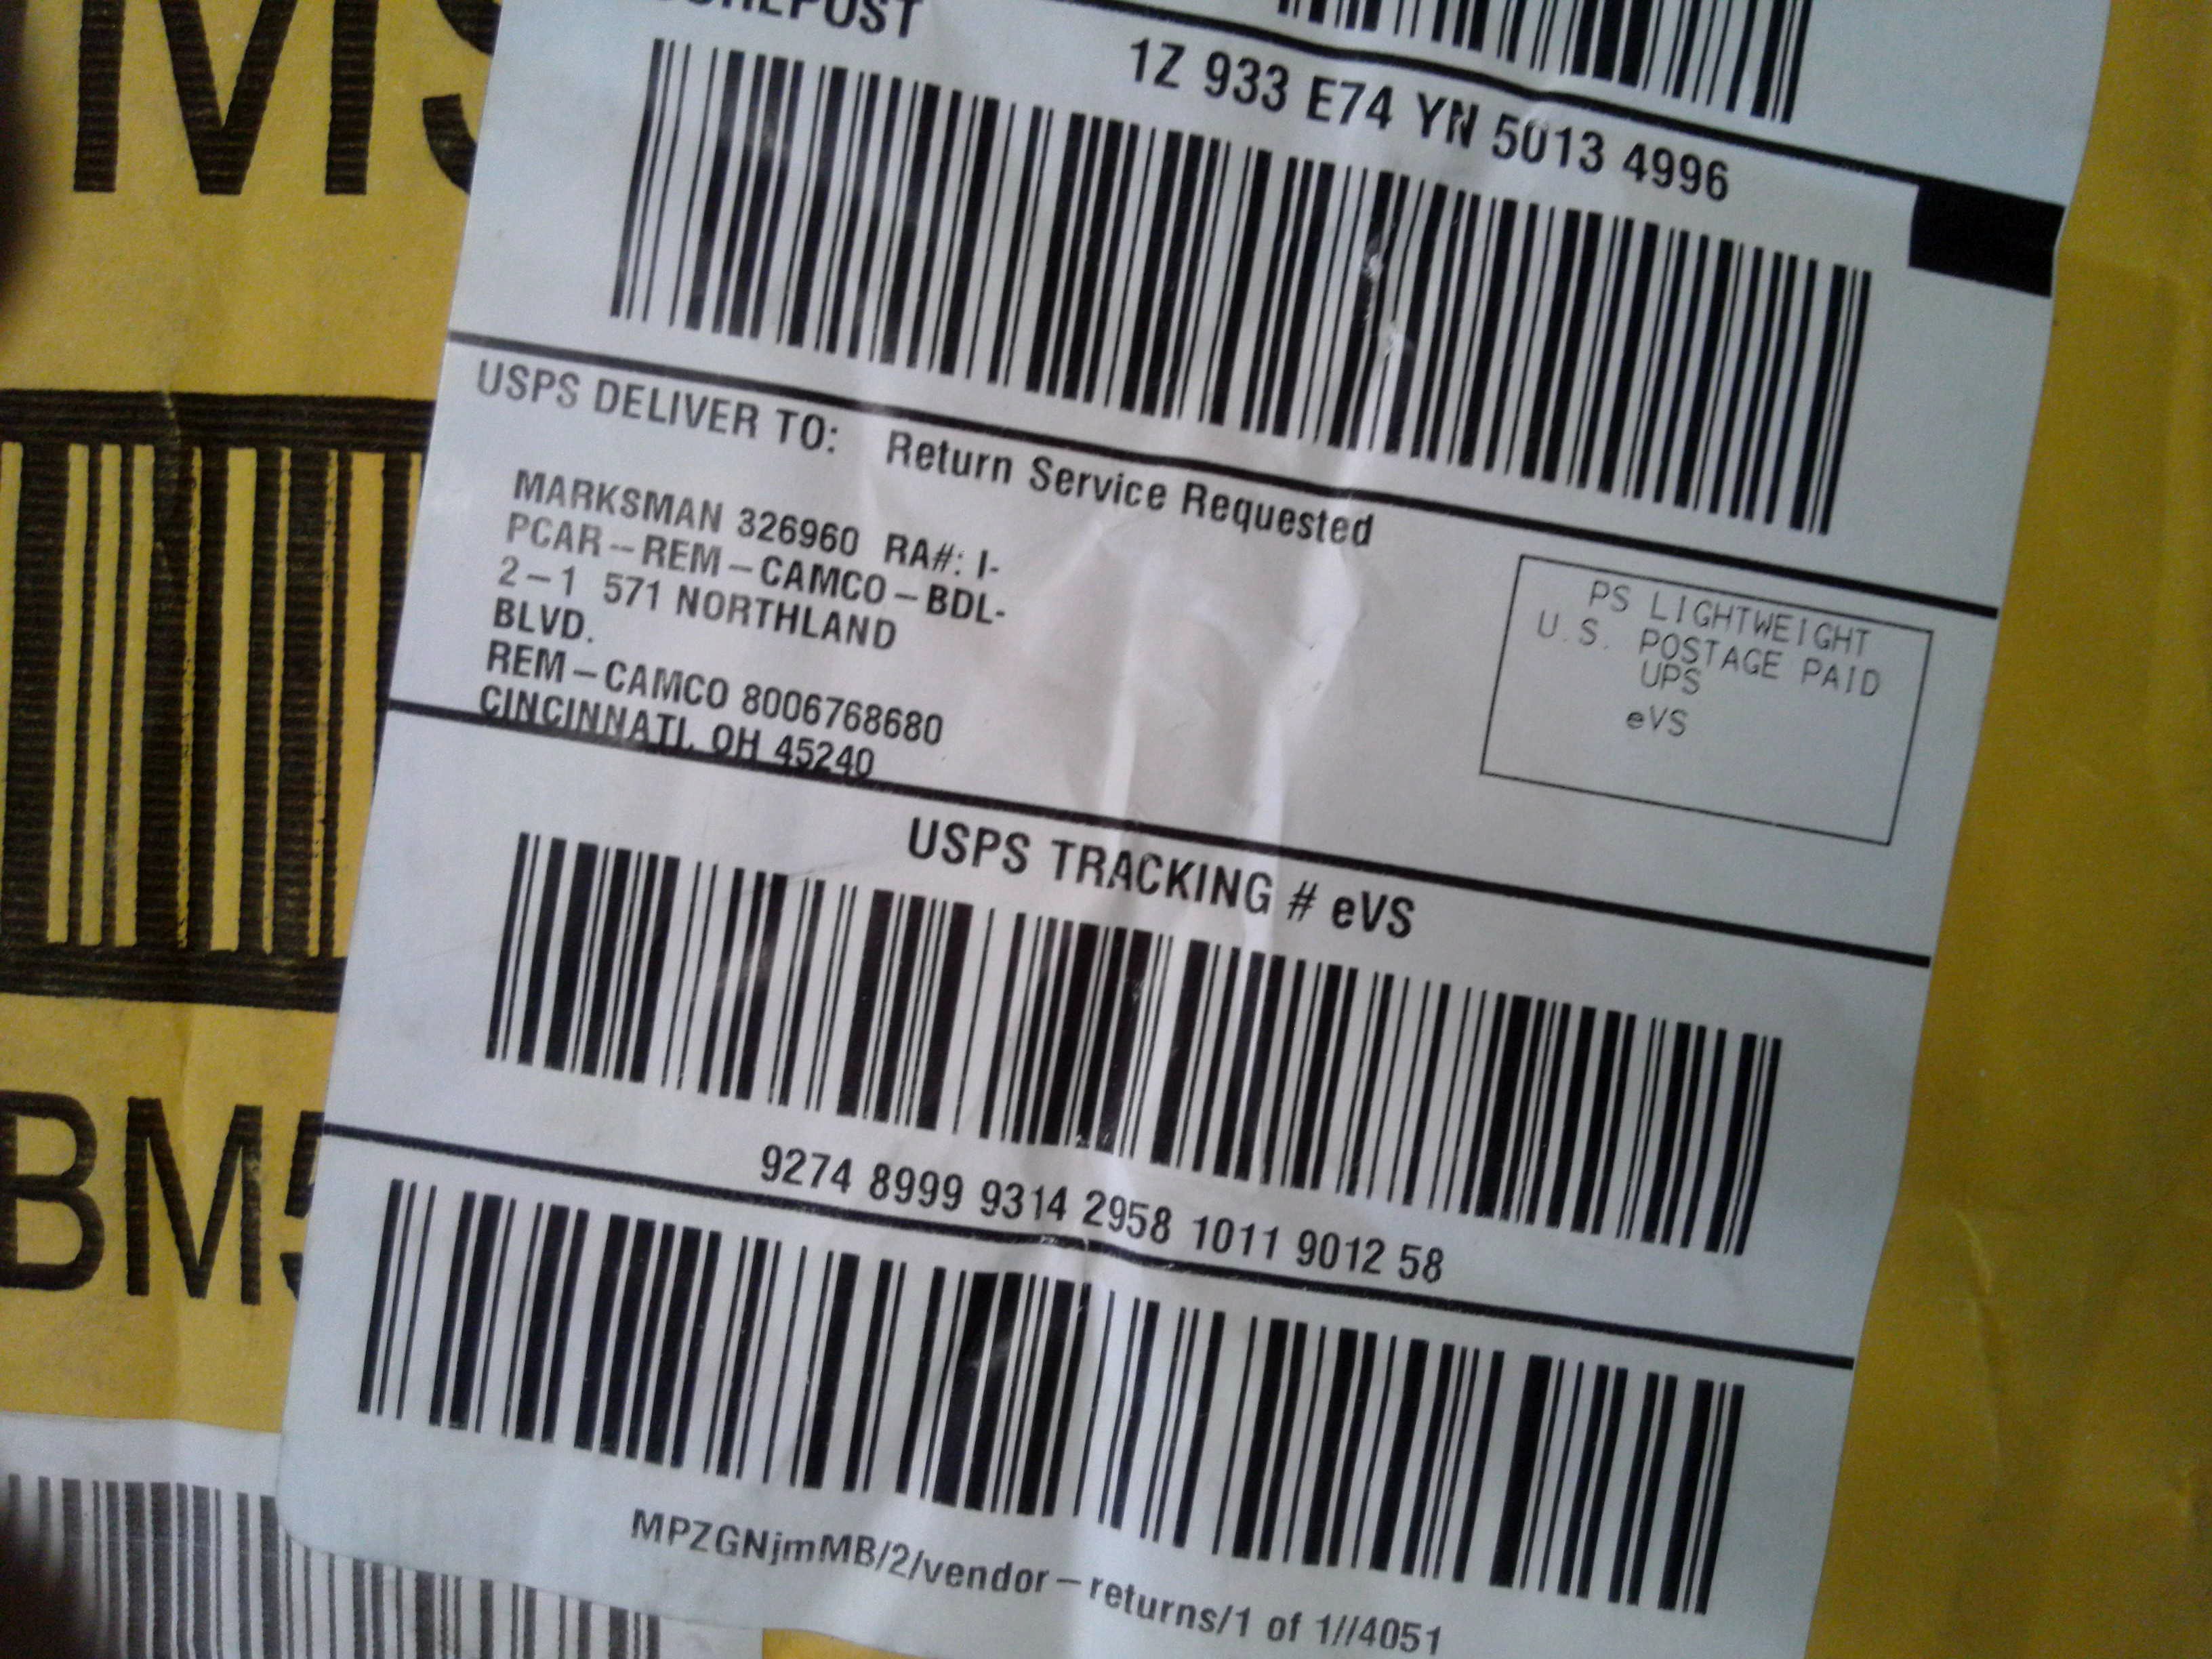 1Z 933 E74 YN 5013 4996
USPS DELIVER TO: Return Service Requested
MARKSMAN 326960 RA#: I-
PCAR--REM-CAMCO-BDL-
2-1 571 NORTHLAND
BLVD.
REM-CAMCO 8006768680
CINCINNATI, OH 45240
PS LIGHTWEIGHT
U.S. POSTAGE PAID
UPS
eVS
USPS TRACKING # eVS
9274 8999 9314 2958 1011 9012 58
MPZGNjmMB/2/vendor-returns/1 of 1//4051